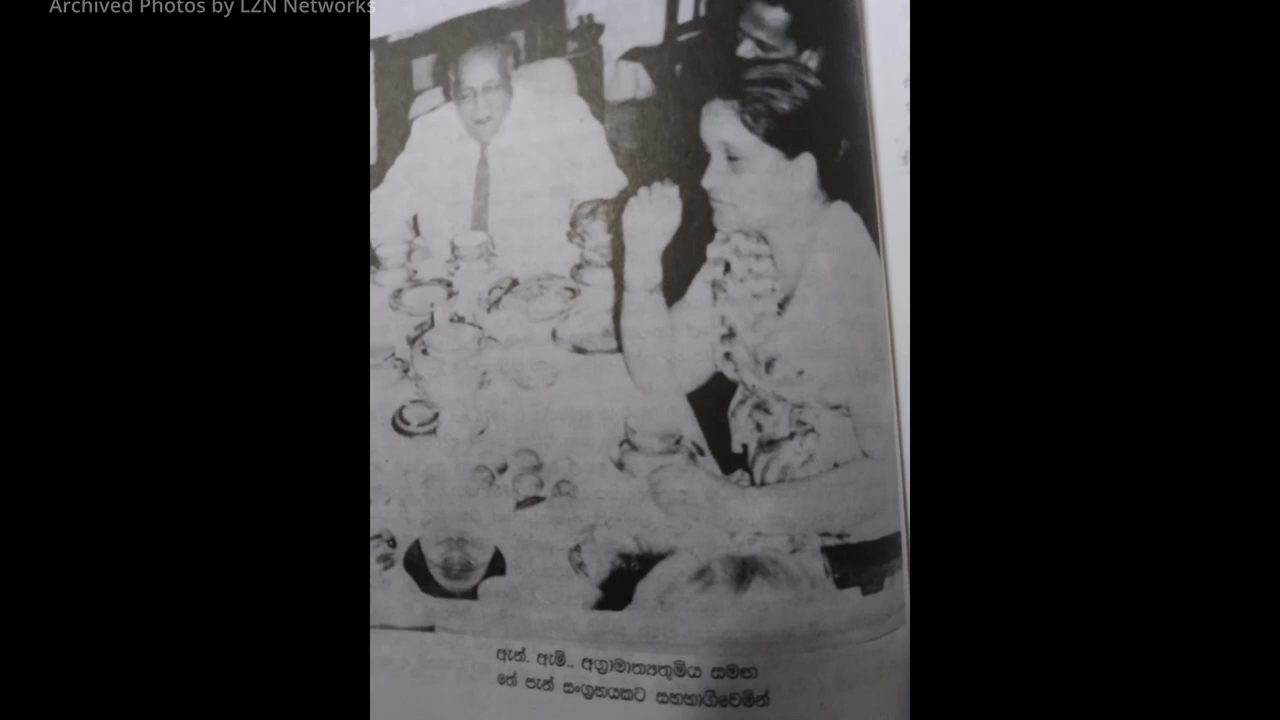 Archived Photos by LZN Networks
ඇන්. ඇම්., අග්‍රාමාත්‍යතුමිය සමඟ
තේ පැන් සංග්‍රහයකට සහභාගීවෙමින්